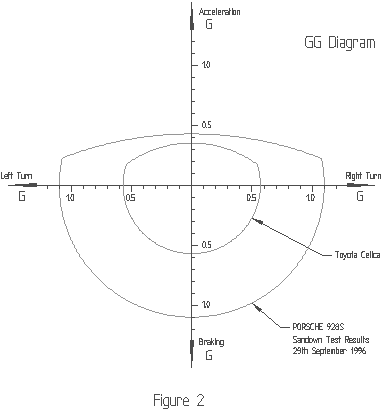 Acceleration
G
GG Diagram
1.0
0.5
Left Turn
Right Turn
G
1.0
0.5
0.5
1.0
G
0.5
Toyota Celica
1.0
PORSCHE 928S
Sandown Test Results
29th September 1996
Braking
G
Figure 2